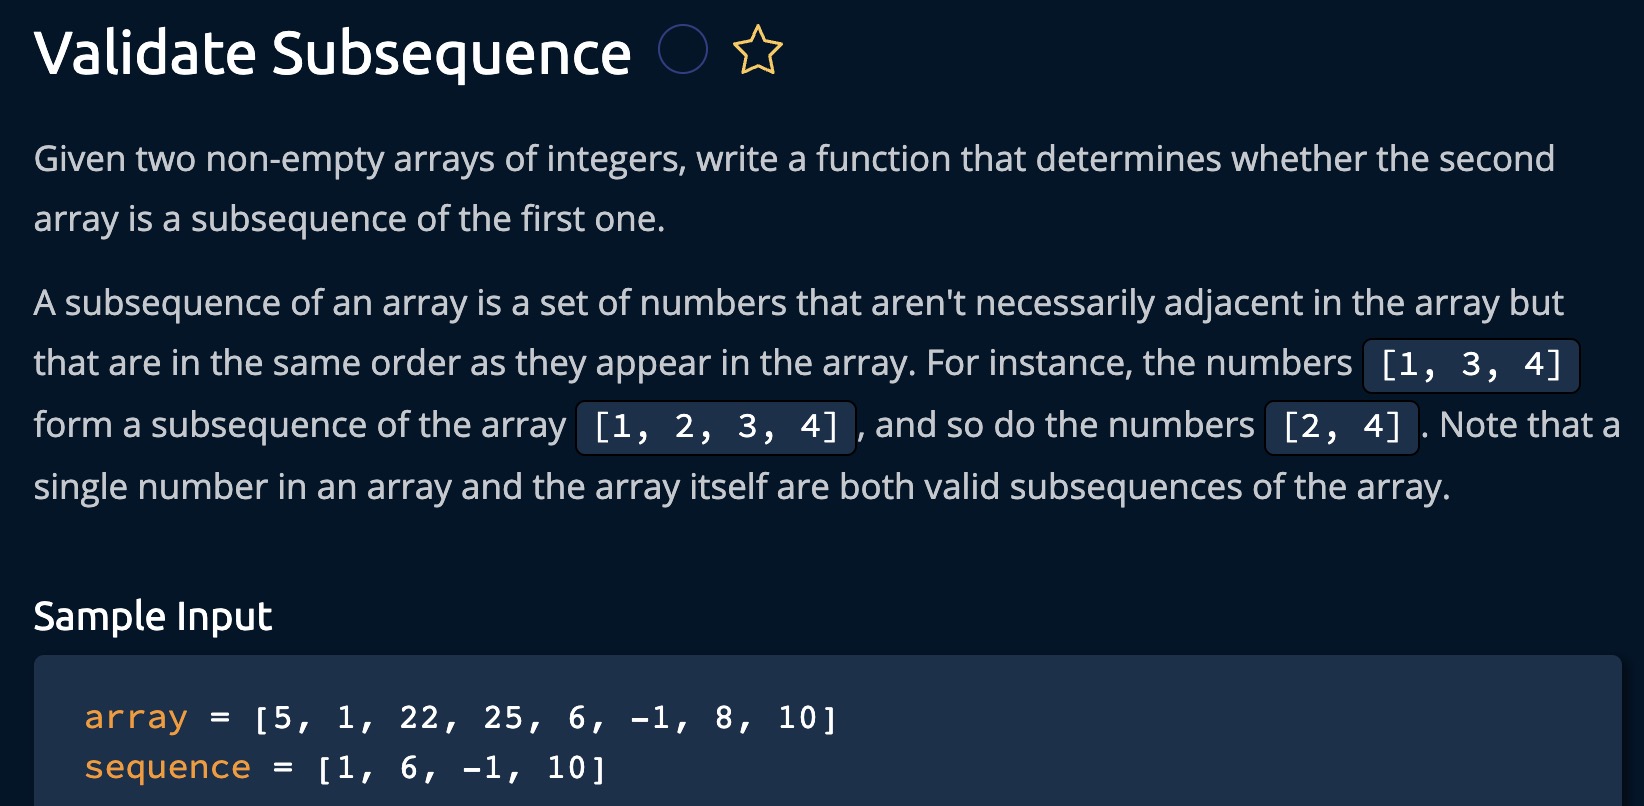 Validate Subsequence
Given two non-empty arrays of integers, write a function that determines whether the second
array is a subsequence of the first one.
A subsequence of an array is a set of numbers that aren't necessarily adjacent in the array but
that are in the same order as they appear in the array. For instance, the numbers [1, 3, 4]
form a subsequence of the array [1, 2, 3, 4], and so do the numbers [2, 4]. Note that a
single number in an array and the array itself are both valid subsequences of the array.
Sample Input
array = [5, 1, 22, 25, 6, -1, 8, 10]
sequence = [1, 6, -1, 10]